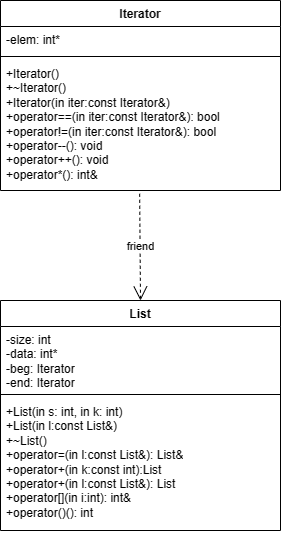 Iterator
-elem: int*
+Iterator()
+~Iterator()
+Iterator(in iter:const Iterator&)
+operator==(in iter:const Iterator&): bool
+operator!=(in iter:const Iterator&): bool
+operator--(): void
+operator++(): void
+operator*(): int&
friend
List
-size: int
-data: int*
-beg: Iterator
-end: Iterator
+List(in s: int, in k: int)
+List(in l:const List&)
+~List()
+operator=(in l:const List&): List&
+operator+(in k:const int):List
+operator+(in l:const List&): List
+operator[](in i:int): int&
+operator()(): int